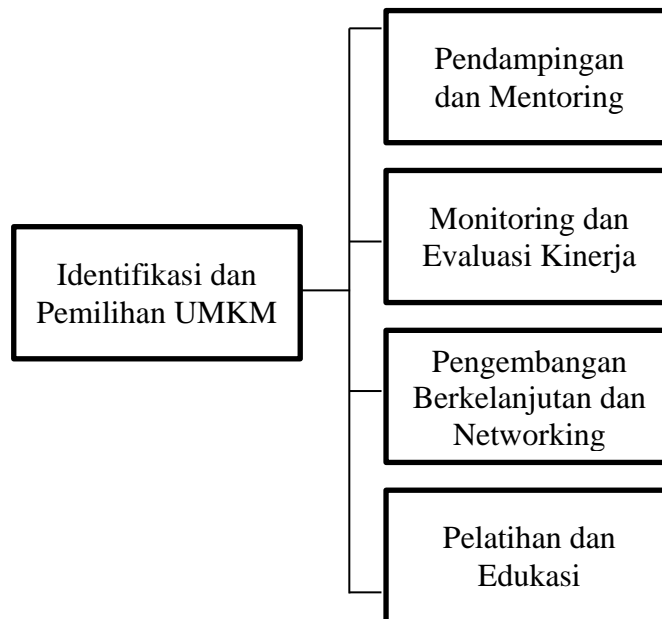 Identifikasi dan
Pemilihan UMKM
Pendampingan
dan Mentoring
Monitoring dan
Evaluasi Kinerja
Pengembangan
Berkelanjutan dan
Networking
Pelatihan dan
Edukasi